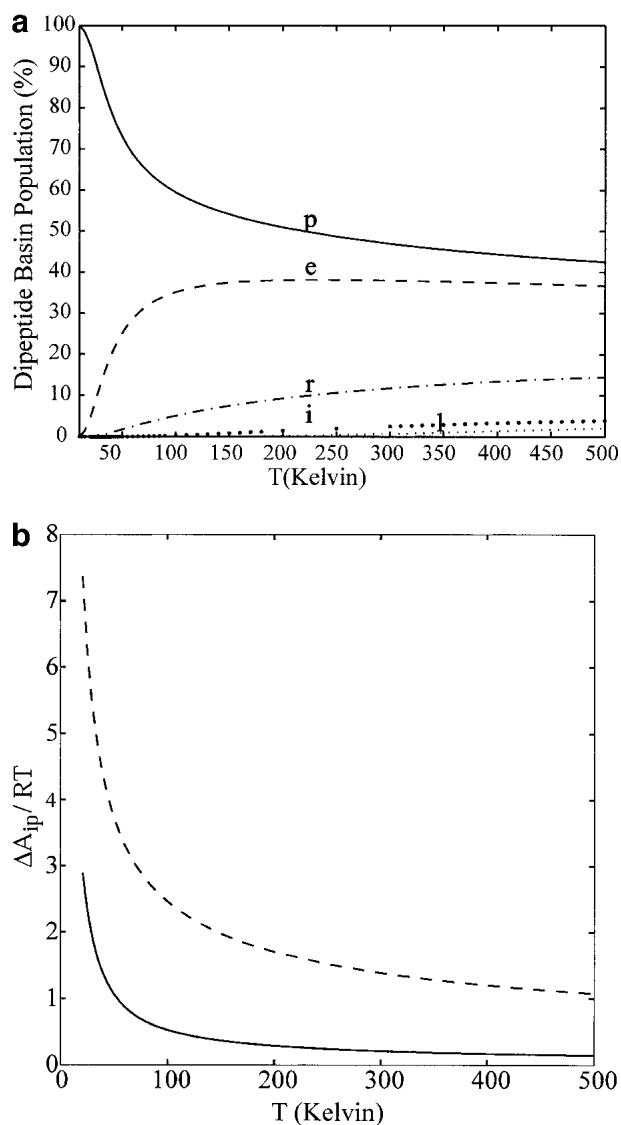 a
Dipeptide Basin Population (%)
100
90
80
70
60
50
40
30
20
10
0
p
e
r
i
l
50 100 150 200 250 300 350 400 450 500
T(Kelvin)
b
ΔA_ip / RT
8
7
6
5
4
3
2
1
0
0 100 200 300 400 500
T (Kelvin)